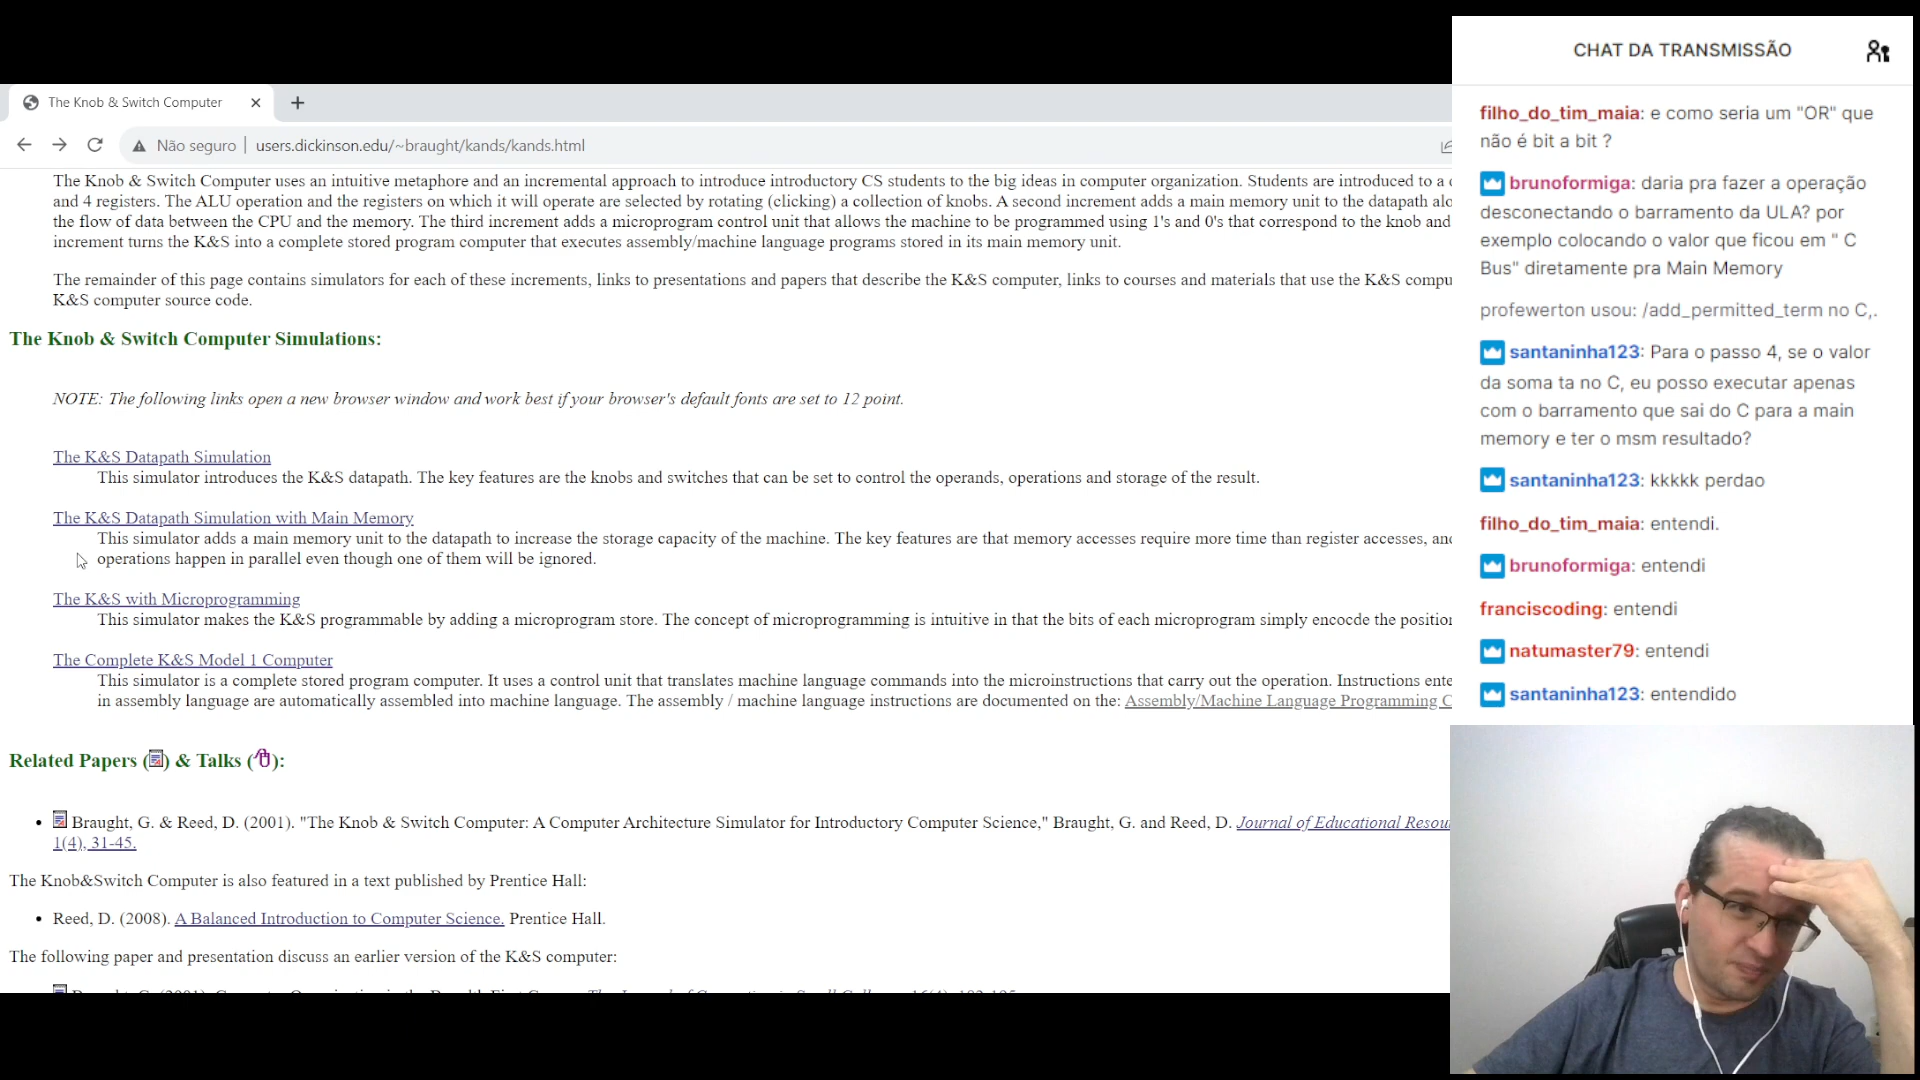 The Knob & Switch Computer
Não seguro
users.dickinson.edu/~braught/kands/kands.html
The Knob & Switch Computer uses an intuitive metaphore and an incremental approach to introduce introductory CS students to the big ideas in computer organization. Students are introduced to a
and 4 registers. The ALU operation and the registers on which it will operate are selected by rotating (clicking) a collection of knobs. A second increment adds a main memory unit to the datapath
the flow of data between the CPU and the memory. The third increment adds a microprogram control unit that allows the machine to be programmed using 1's and 0's that correspond to the knob and
increment turns the K&S into a complete stored program computer that executes assembly/machine language programs stored in its main memory unit.
The remainder of this page contains simulators for each of these increments, links to presentations and papers that describe the K&S computer, links to courses and materials that use the K&S
K&S computer source code.
The Knob & Switch Computer Simulations:
NOTE: The following links open a new browser window and work best if your browser's default fonts are set to 12 point.
The K&S Datapath Simulation
This simulator introduces the K&S datapath. The key features are the knobs and switches that can be set to control the operands, operations and storage of the result.
The K&S Datapath Simulation with Main Memory
This simulator adds a main memory unit to the datapath to increase the storage capacity of the machine. The key features are that memory accesses require more time than register accesses,
operations happen in parallel even though one of them will be ignored.
The K&S with Microprogramming
This simulator makes the K&S programmable by adding a microprogram store. The concept of microprogramming is intuitive in that the bits of each microprogram simply encocde the
The Complete K&S Model 1 Computer
This simulator is a complete stored program computer. It uses a control unit that translates machine language commands into the microinstructions that carry out the operation. Instructions
in assembly language are automatically assembled into machine language. The assembly / machine language instructions are documented on the: Assembly/Machine Language Programming
Related Papers ( ) & Talks ( ):
• Braught, G. & Reed, D. (2001). "The Knob & Switch Computer: A Computer Architecture Simulator for Introductory Computer Science," Braught, G. and Reed, D. Journal of Educational
1(4), 31-45.
The Knob&Switch Computer is also featured in a text published by Prentice Hall:
• Reed, D. (2008). A Balanced Introduction to Computer Science. Prentice Hall.
The following paper and presentation discuss an earlier version of the K&S computer:
CHAT DA TRANSMISSÃO
filho_do_tim_maia: e como seria um "OR" que
não é bit a bit ?
brunoformiga: daria pra fazer a operação
desconectando o barramento da ULA? por
exemplo colocando o valor que ficou em " C
Bus" diretamente pra Main Memory
profewerton usou: /add_permitted_term no C,.
santaninha123: Para o passo 4, se o valor
da soma ta no C, eu posso executar apenas
com o barramento que sai do C para a main
memory e ter o msm resultado?
santaninha123: kkkkk perdao
filho_do_tim_maia: entendi.
brunoformiga: entendi
franciscoding: entendi
natumaster79: entendi
santaninha123: entendido